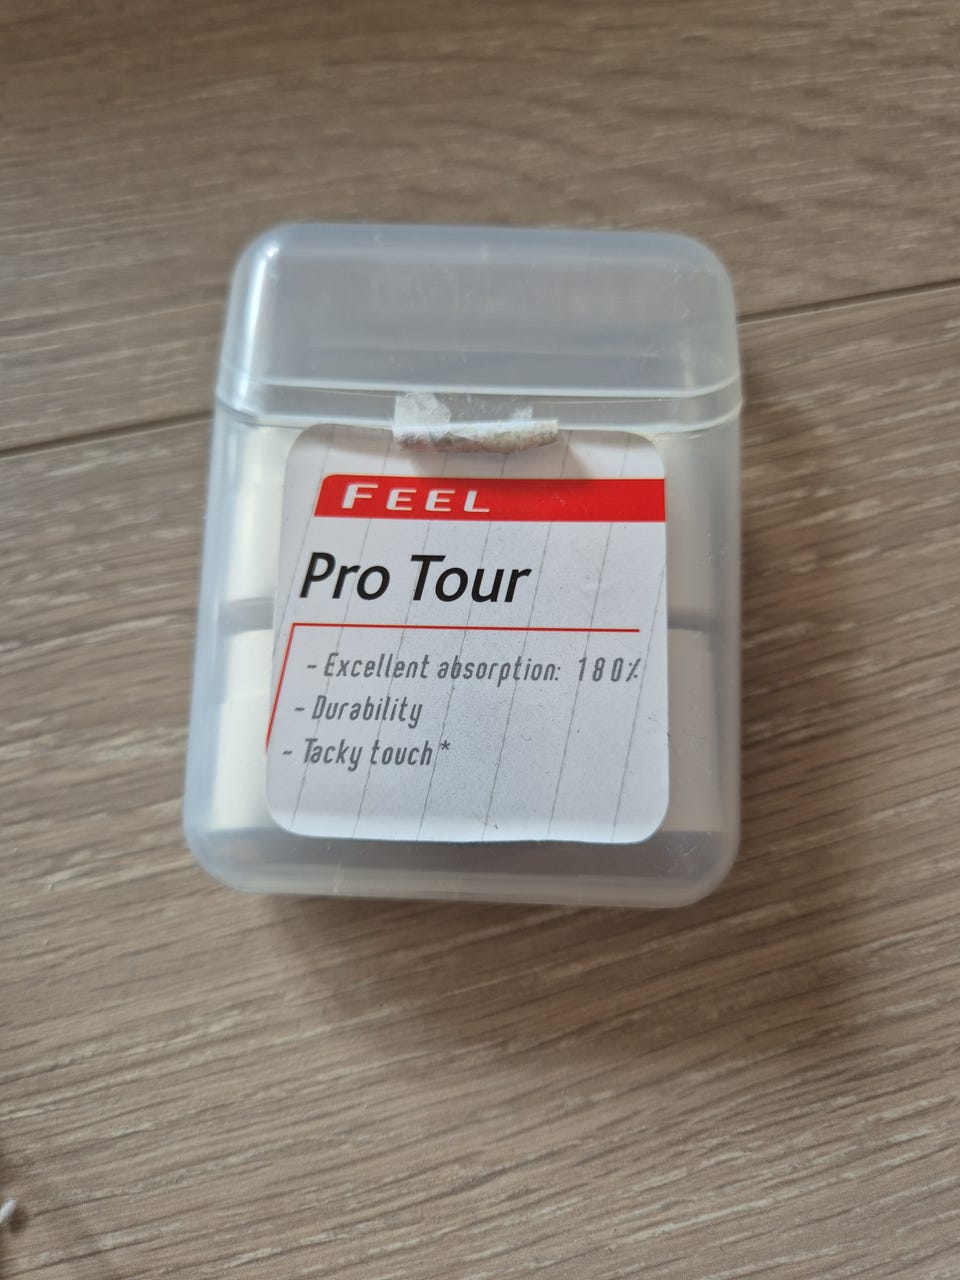 FEEL
Pro Tour
- Excellent absorption: 180%
- Durability
- Tacky touch*